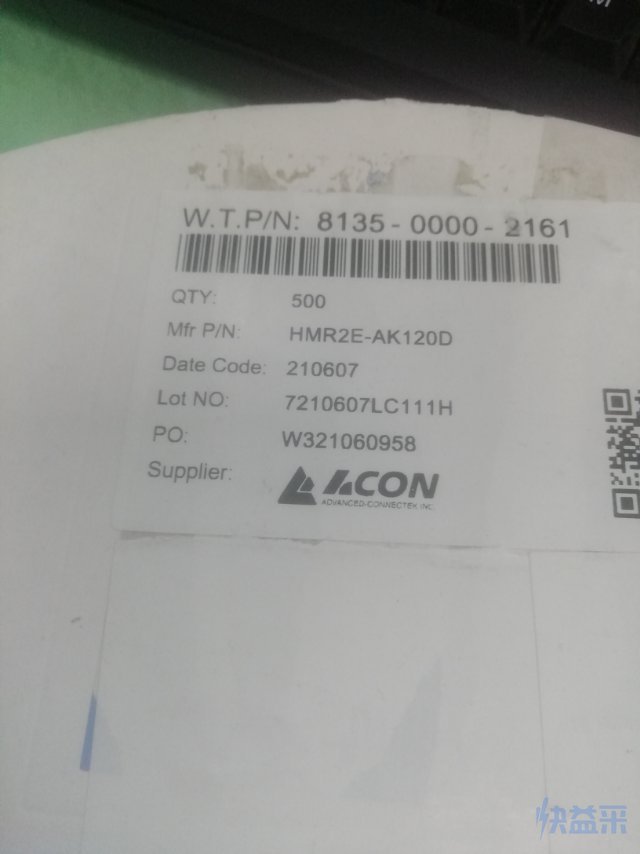 W.T.P/N: 8135-0000-2161
QTY: 500
Mfr P/N: HMR2E-AK120D
Date Code: 210607
Lot NO: 7210607LC111H
PO: W321060958
Supplier: ACON
ADVANCED-CONNECTEK INC.
快益采